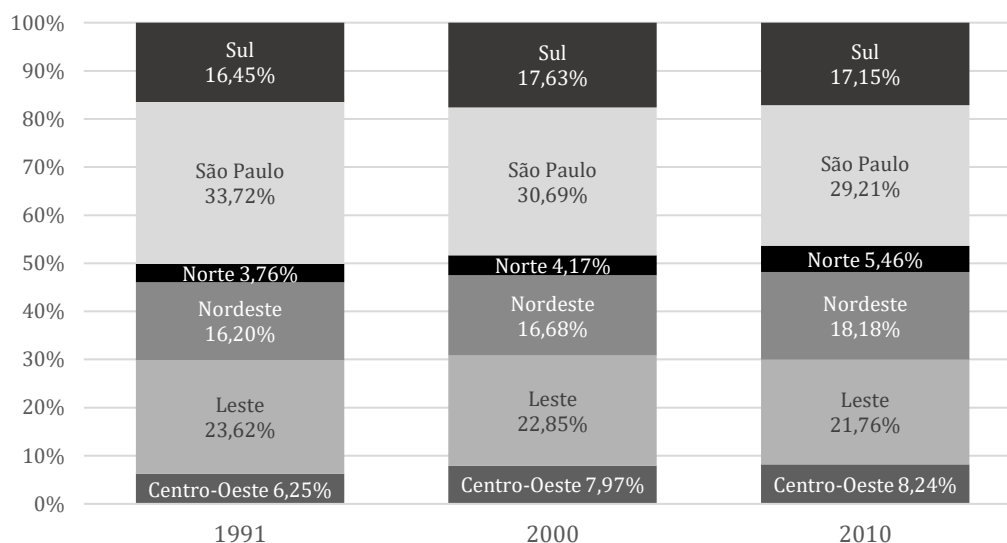 100%
90%
80%
70%
60%
50%
40%
30%
20%
10%
0%
Sul
16,45%
São Paulo
33,72%
Norte 3,76%
Nordeste
16,20%
Leste
23,62%
Centro-Oeste 6,25%
1991
Sul
17,63%
São Paulo
30,69%
Norte 4,17%
Nordeste
16,68%
Leste
22,85%
Centro-Oeste 7,97%
2000
Sul
17,15%
São Paulo
29,21%
Norte 5,46%
Nordeste
18,18%
Leste
21,76%
Centro-Oeste 8,24%
2010